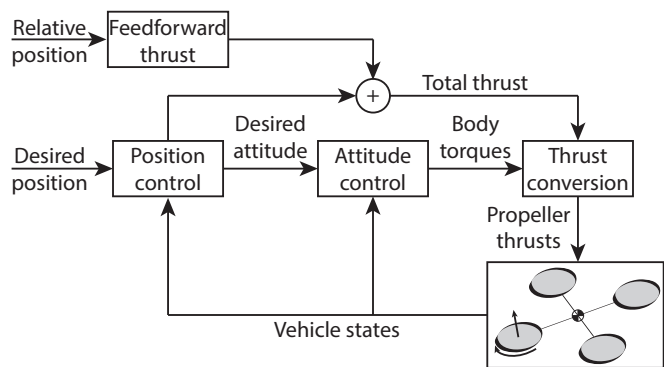 Relative
position
Feedforward
thrust
+
Total thrust
Desired
position
Position
control
Desired
attitude
Attitude
control
Body
torques
Thrust
conversion
Propeller
thrusts
Vehicle states